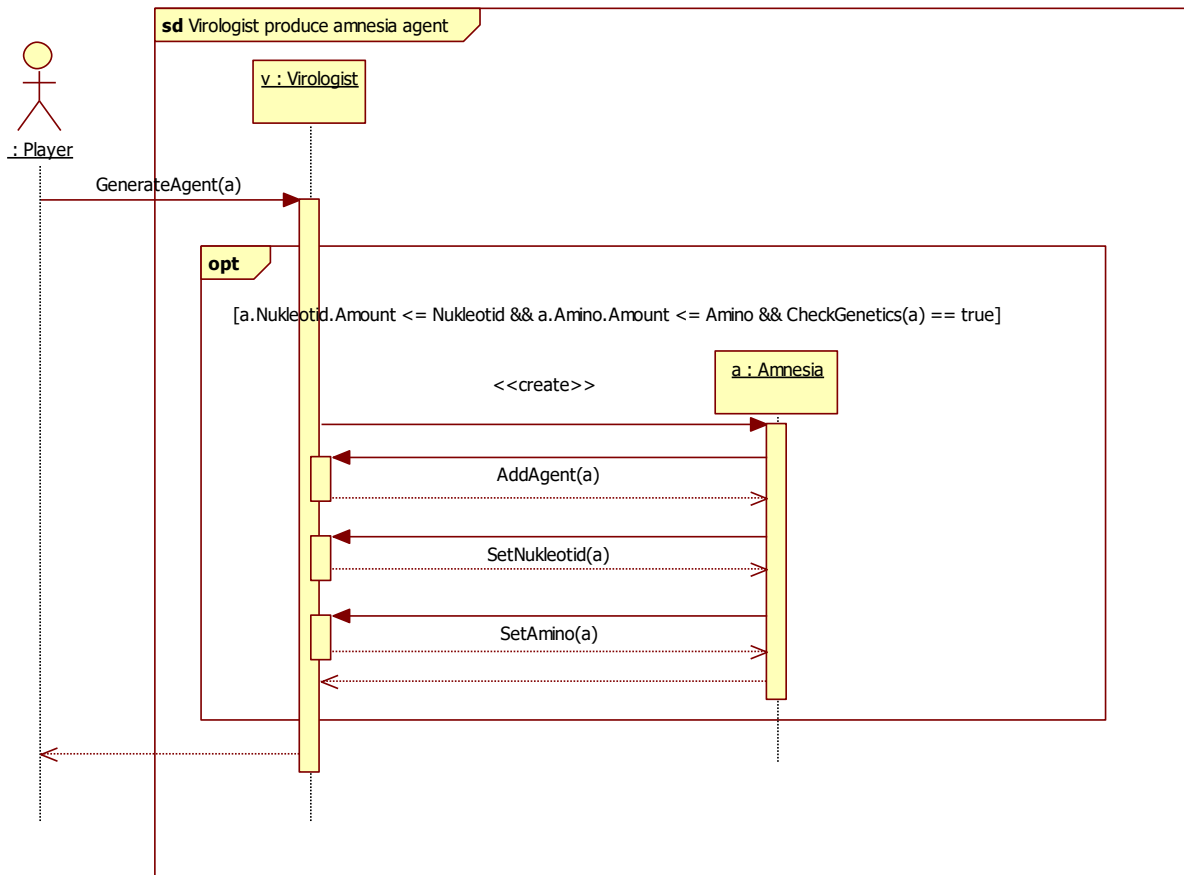 sd Virologist produce amnesia agent
v : Virologist
: Player
GenerateAgent(a)
opt
[a.Nukleotid.Amount <= Nukleotid && a.Amino.Amount <= Amino && CheckGenetics(a) == true]
a : Amnesia
<<create>>
AddAgent(a)
SetNukleotid(a)
SetAmino(a)